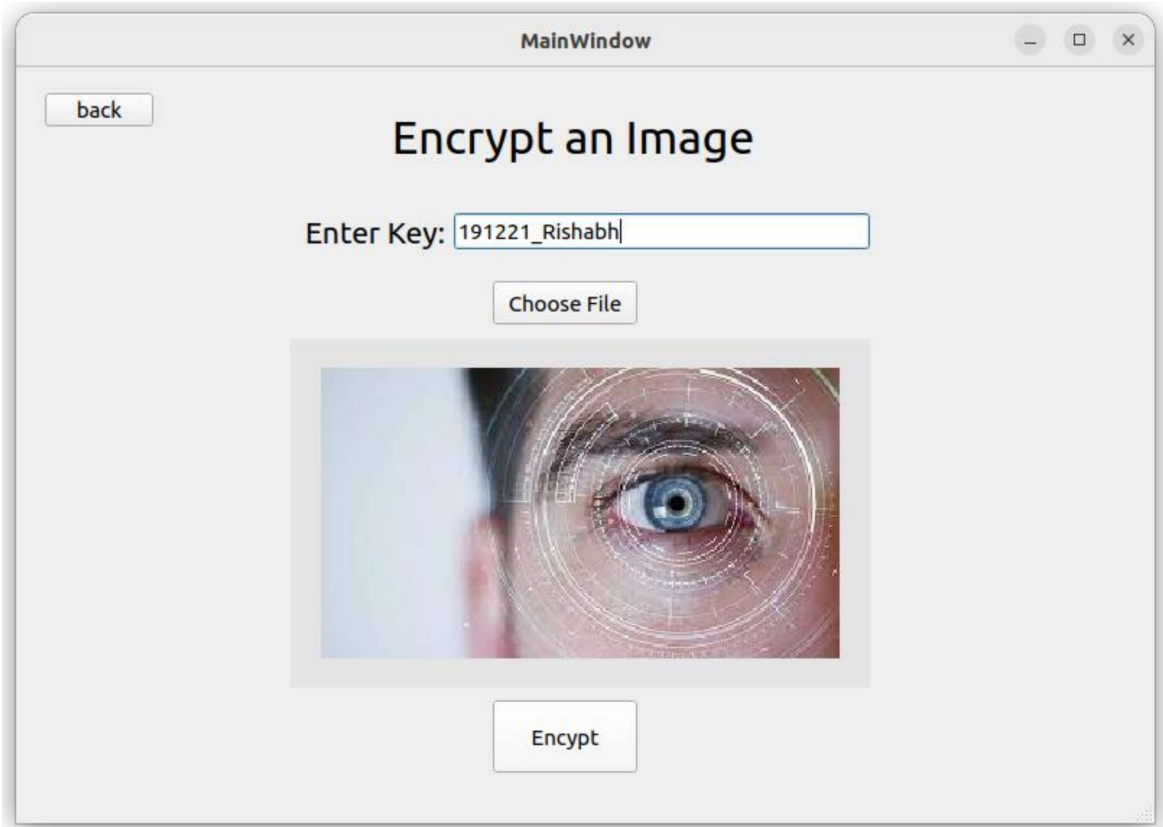 MainWindow
back
Encrypt an Image
Enter Key: 191221_Rishabh
Choose File
Encypt